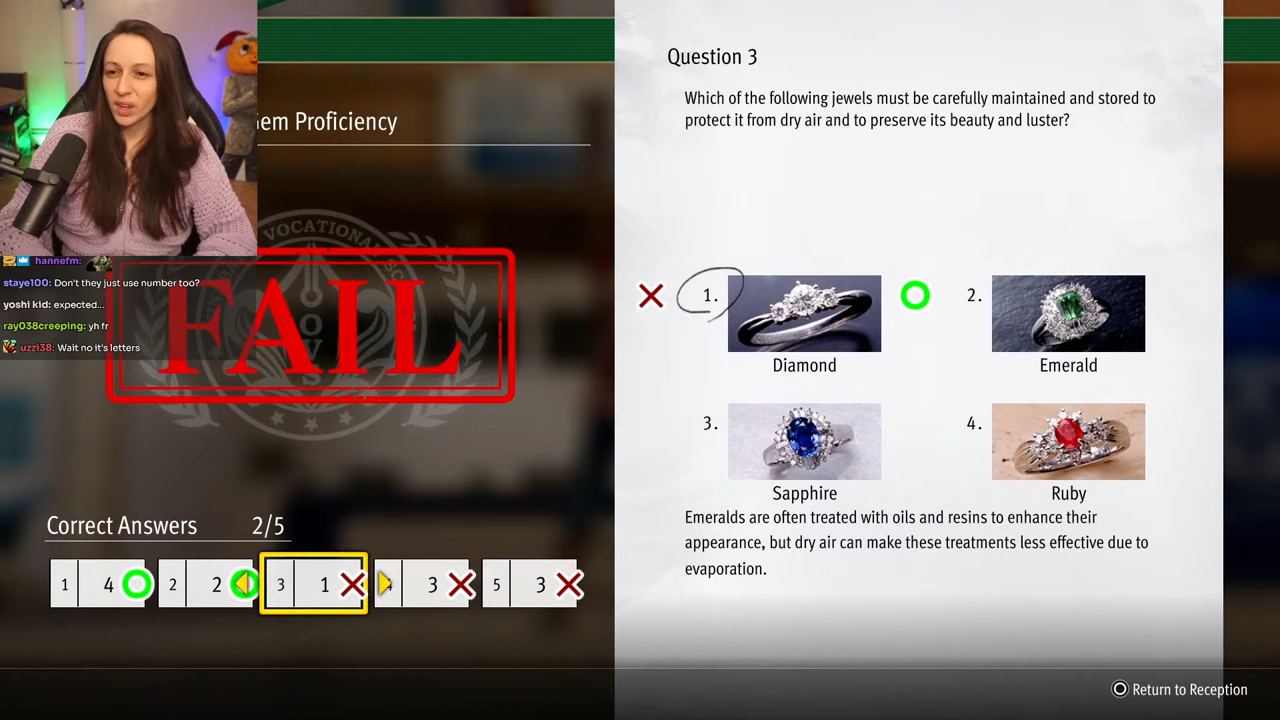 Gem Proficiency
VOCATIONAL SCHOOL
FAIL
hannefm:
staye100: Don't they just use number too?
yoshi kid: expected...
ray038creeping: yh fr
uzzi38: Wait no it's letters
Correct Answers 2/5
1 4 2 2 3 1 3 5 3
Question 3
Which of the following jewels must be carefully maintained and stored to
protect it from dry air and to preserve its beauty and luster?
1. 2.
Diamond Emerald
3. 4.
Sapphire Ruby
Emeralds are often treated with oils and resins to enhance their
appearance, but dry air can make these treatments less effective due to
evaporation.
Return to Reception